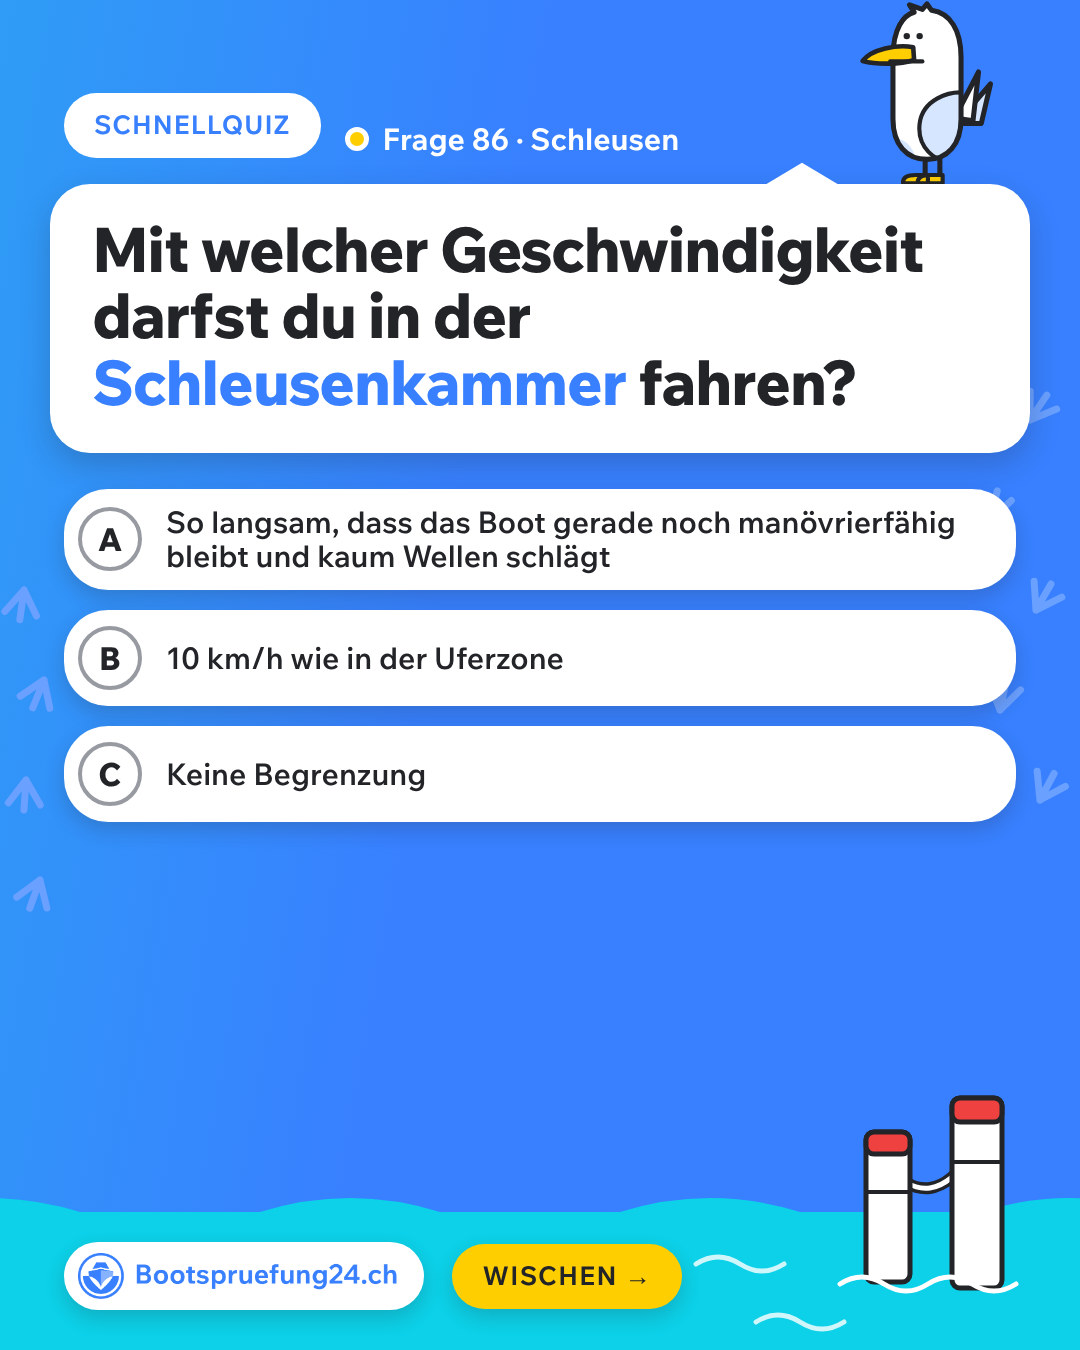 SCHNELLQUIZ
Frage 86 · Schleusen
Mit welcher Geschwindigkeit
darfst du in der
Schleusenkammer fahren?
A
So langsam, dass das Boot gerade noch manövrierfähig
bleibt und kaum Wellen schlägt
B
10 km/h wie in der Uferzone
C
Keine Begrenzung
Bootspruefung24.ch
WISCHEN →